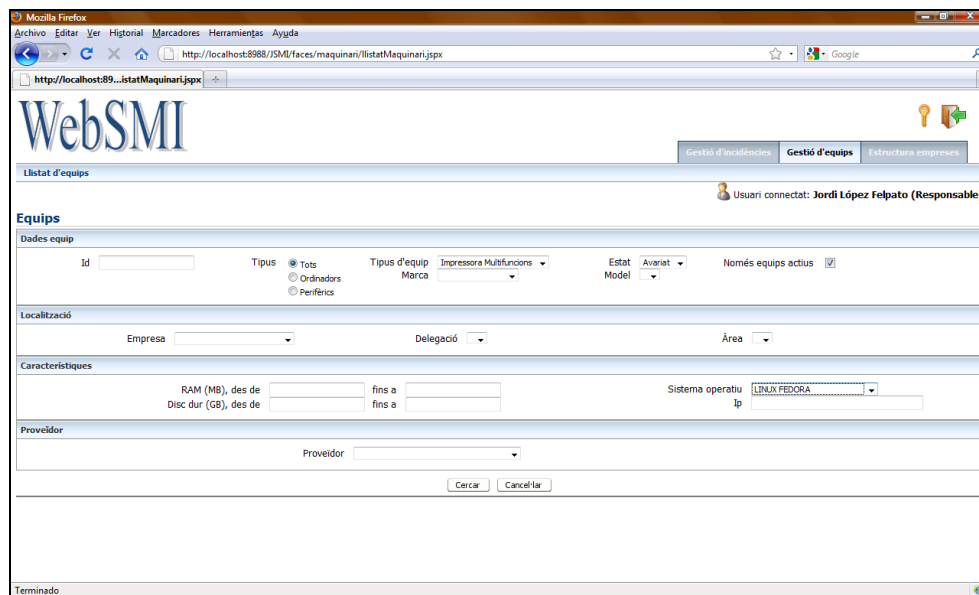 Mozilla Firefox
Archivo Editar Ver Historial Marcadores Herramientas Ayuda
http://localhost:8988/JSMI/faces/maquinari/llistatMaquinari.jspx
Google
http://localhost:89...istatMaquinari.jspx
WebSMI
Gestió d'incidències Gestió d'equips Estructura empreses
Llistat d'equips
Usuari connectat: Jordi López Felpato (Responsable
Equips
Dades equip
Id Tipus Tots Tipus d'equip Impressora Multifuncions Estat Avariat Només equips actius
Ordinadors Marca Model
Perifèrics
Localització
Empresa Delegació Àrea
Característiques
RAM (MB), des de fins a Sistema operatiu LINUX FEDORA
Disc dur (GB), des de fins a Ip
Proveïdor
Proveïdor
Cercar Cancel·lar
Terminado